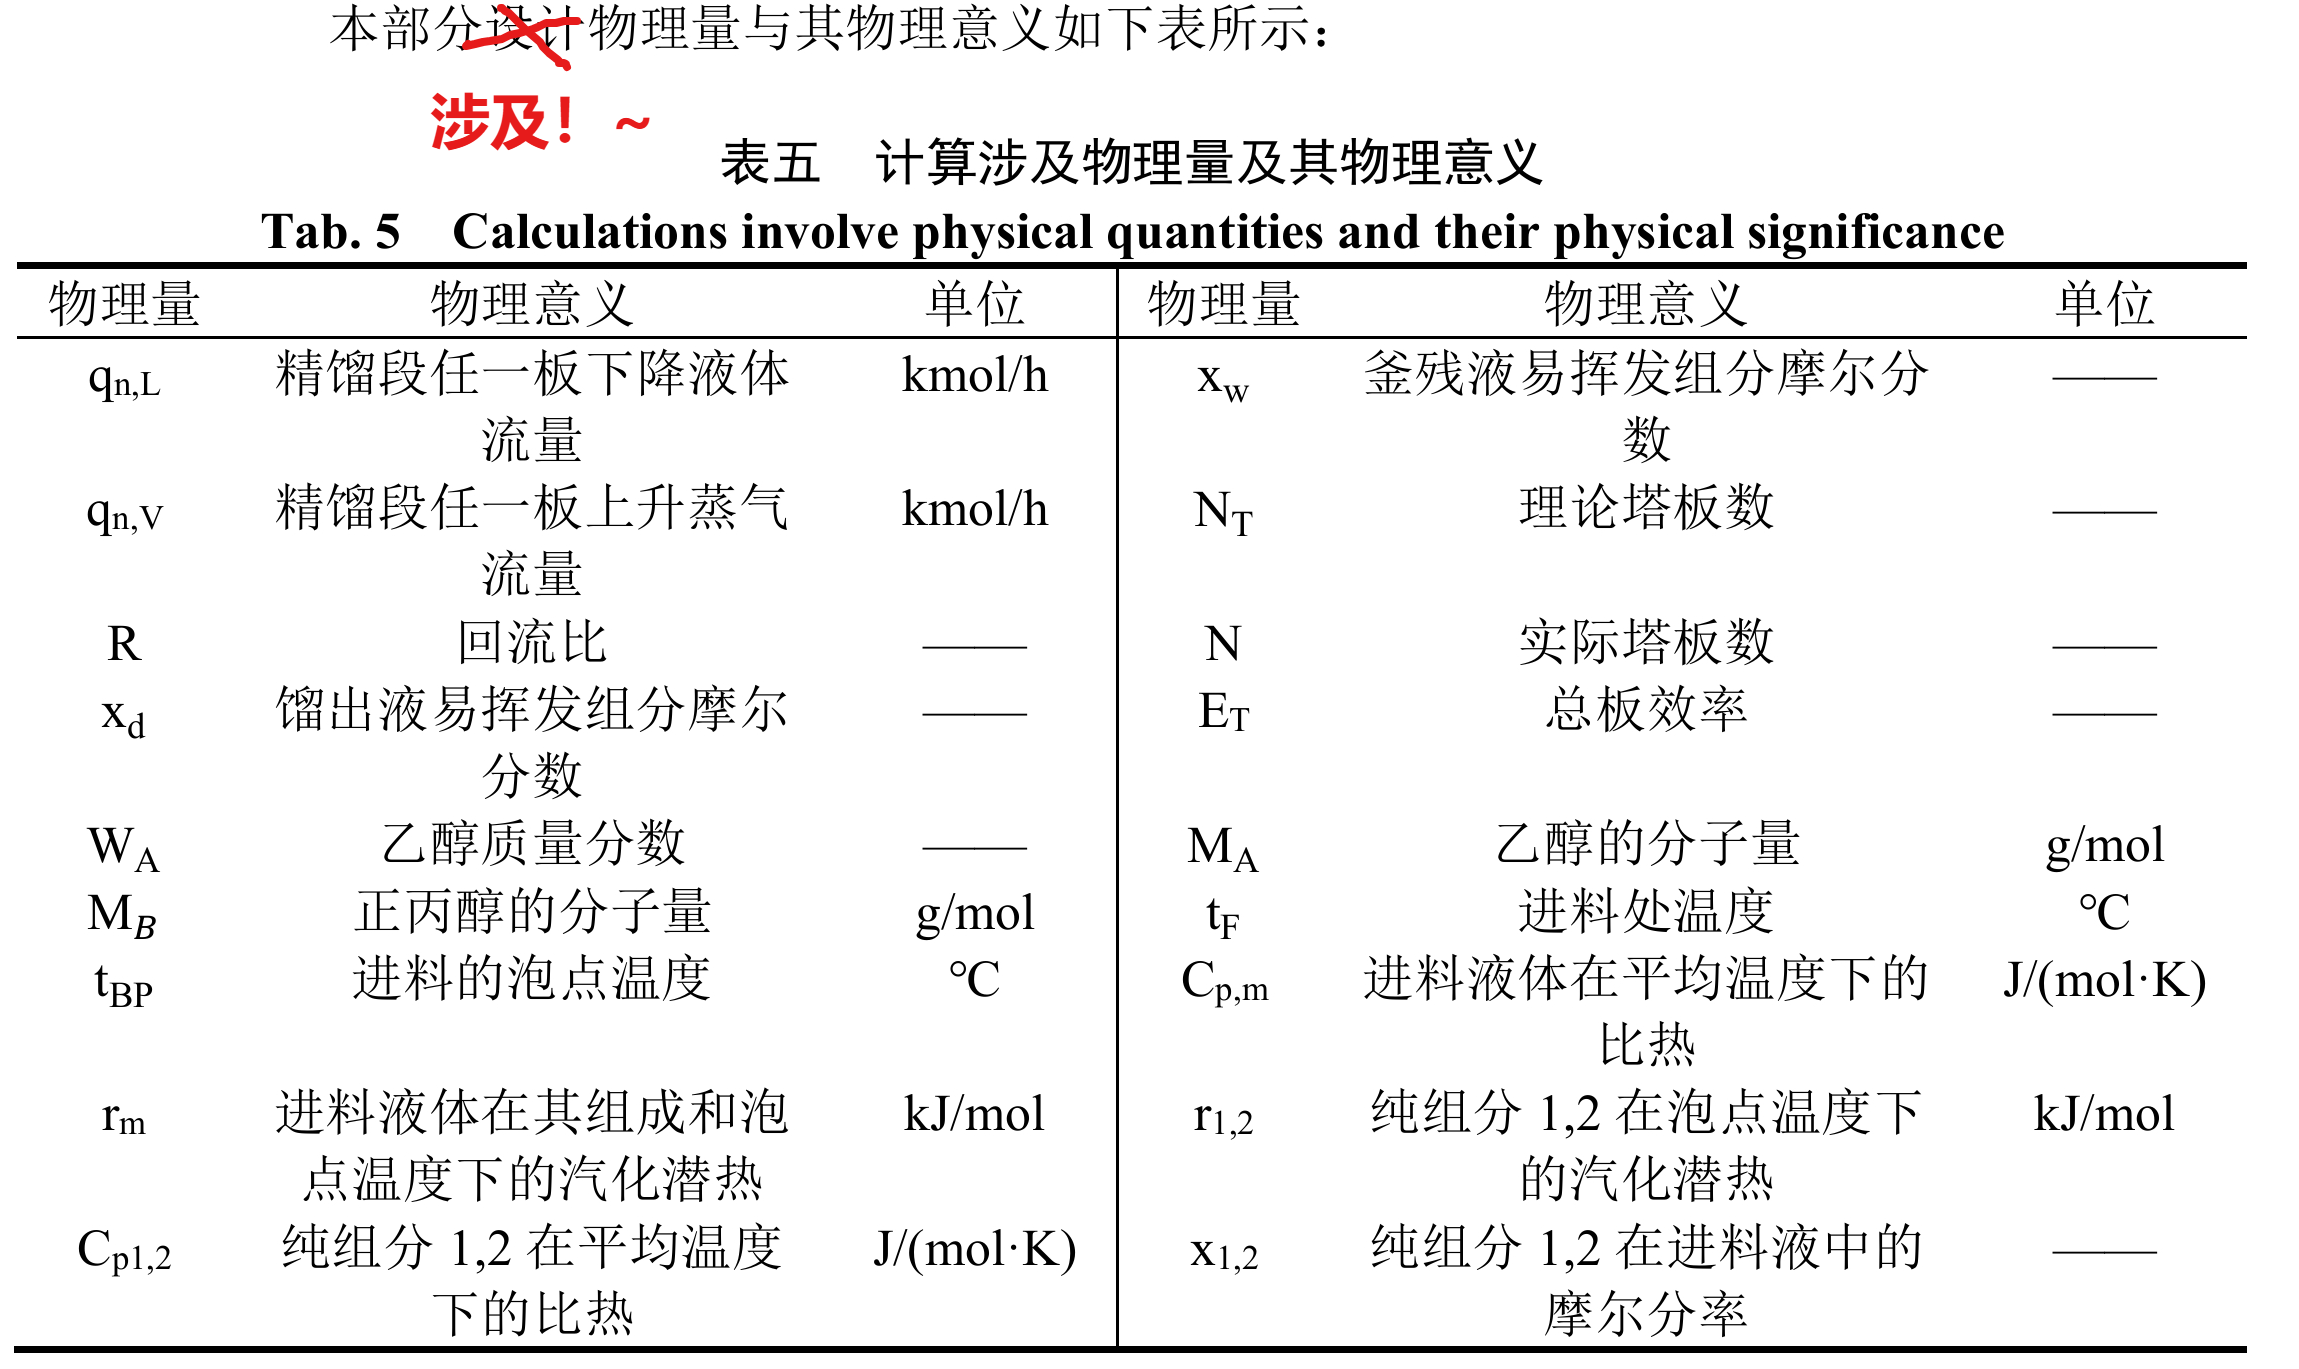 本部分设计物理量与其物理意义如下表所示：
涉及！~
表五 计算涉及物理量及其物理意义
Tab. 5 Calculations involve physical quantities and their physical significance
物理量 物理意义 单位 物理量 物理意义 单位
qn,L 精馏段任一板下降液体 kmol/h xw 釜残液易挥发组分摩尔分 ——
流量 数
qn,V 精馏段任一板上升蒸气 kmol/h NT 理论塔板数 ——
流量
R 回流比 —— N 实际塔板数 ——
xd 馏出液易挥发组分摩尔 —— ET 总板效率 ——
分数
WA 乙醇质量分数 —— MA 乙醇的分子量 g/mol
MB 正丙醇的分子量 g/mol tF 进料处温度 ℃
tBP 进料的泡点温度 ℃ Cp,m 进料液体在平均温度下的 J/(mol·K)
比热
rm 进料液体在其组成和泡 kJ/mol r1,2 纯组分 1,2 在泡点温度下 kJ/mol
点温度下的汽化潜热 的汽化潜热
Cp1,2 纯组分 1,2 在平均温度 J/(mol·K) x1,2 纯组分 1,2 在进料液中的 ——
下的比热 摩尔分率